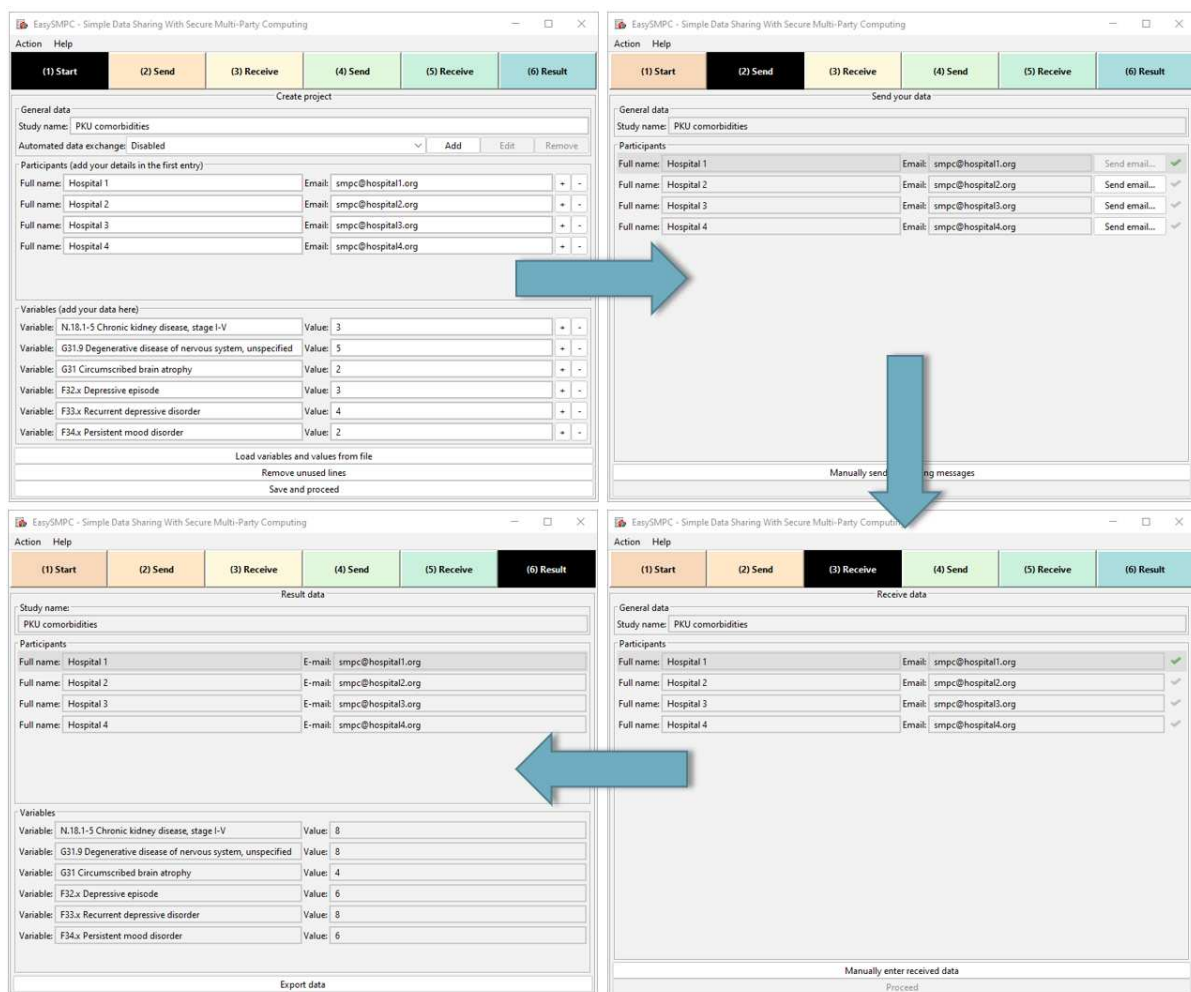 EasySMPC - Simple Data Sharing With Secure Multi-Party Computing
Action Help
(1) Start (2) Send (3) Receive (4) Send (5) Receive (6) Result
Create project
General data
Study name: PKU comorbidities
Automated data exchange: Disabled Add Edit Remove
Participants (add your details in the first entry)
Full name: Hospital 1 Email: smpc@hospital1.org + -
Full name: Hospital 2 Email: smpc@hospital2.org + -
Full name: Hospital 3 Email: smpc@hospital3.org + -
Full name: Hospital 4 Email: smpc@hospital4.org + -
Variables (add your data here)
Variable: N.18.1-5 Chronic kidney disease, stage I-V Value: 3 + -
Variable: G31.9 Degenerative disease of nervous system, unspecified Value: 5 + -
Variable: G31 Circumscribed brain atrophy Value: 2 + -
Variable: F32.x Depressive episode Value: 3 + -
Variable: F33.x Recurrent depressive disorder Value: 4 + -
Variable: F34.x Persistent mood disorder Value: 2 + -
Load variables and values from file
Remove unused lines
Save and proceed
EasySMPC - Simple Data Sharing With Secure Multi-Party Computing
Action Help
(1) Start (2) Send (3) Receive (4) Send (5) Receive (6) Result
Send your data
General data
Study name: PKU comorbidities
Participants
Full name: Hospital 1 Email: smpc@hospital1.org Send email...
Full name: Hospital 2 Email: smpc@hospital2.org Send email...
Full name: Hospital 3 Email: smpc@hospital3.org Send email...
Full name: Hospital 4 Email: smpc@hospital4.org Send email...
Manually send messages
EasySMPC - Simple Data Sharing With Secure Multi-Party Computing
Action Help
(1) Start (2) Send (3) Receive (4) Send (5) Receive (6) Result
Receive data
General data
Study name: PKU comorbidities
Participants
Full name: Hospital 1 Email: smpc@hospital1.org
Full name: Hospital 2 Email: smpc@hospital2.org
Full name: Hospital 3 Email: smpc@hospital3.org
Full name: Hospital 4 Email: smpc@hospital4.org
Manually enter received data
Proceed
EasySMPC - Simple Data Sharing With Secure Multi-Party Computing
Action Help
(1) Start (2) Send (3) Receive (4) Send (5) Receive (6) Result
Result data
Study name:
PKU comorbidities
Participants
Full name: Hospital 1 E-mail: smpc@hospital1.org
Full name: Hospital 2 E-mail: smpc@hospital2.org
Full name: Hospital 3 E-mail: smpc@hospital3.org
Full name: Hospital 4 E-mail: smpc@hospital4.org
Variables
Variable: N.18.1-5 Chronic kidney disease, stage I-V Value: 8
Variable: G31.9 Degenerative disease of nervous system, unspecified Value: 8
Variable: G31 Circumscribed brain atrophy Value: 4
Variable: F32.x Depressive episode Value: 6
Variable: F33.x Recurrent depressive disorder Value: 8
Variable: F34.x Persistent mood disorder Value: 6
Export data